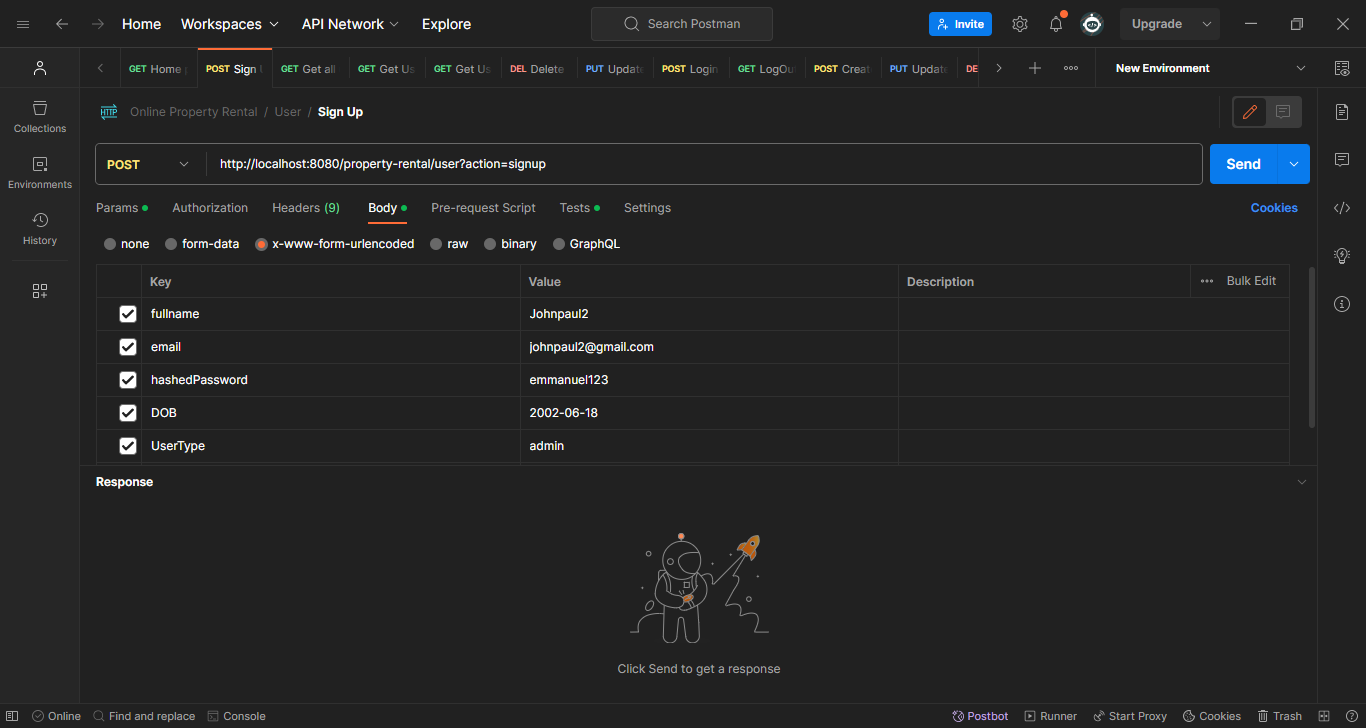 Home Workspaces API Network Explore Search Postman Invite Upgrade
GET Home POST Sign GET Get all GET Get Us GET Get Us DEL Delete PUT Update POST Login GET LogOu POST Creat PUT Update DE New Environment
HTTP Online Property Rental / User / Sign Up
Collections
POST http://localhost:8080/property-rental/user?action=signup Send
Environments
Params Authorization Headers (9) Body Pre-request Script Tests Settings Cookies
History
none form-data x-www-form-urlencoded raw binary GraphQL
Key Value Description Bulk Edit
fullname Johnpaul2
email johnpaul2@gmail.com
hashedPassword emmanuel123
DOB 2002-06-18
UserType admin
Response
Click Send to get a response
Online Find and replace Console Postbot Runner Start Proxy Cookies Trash